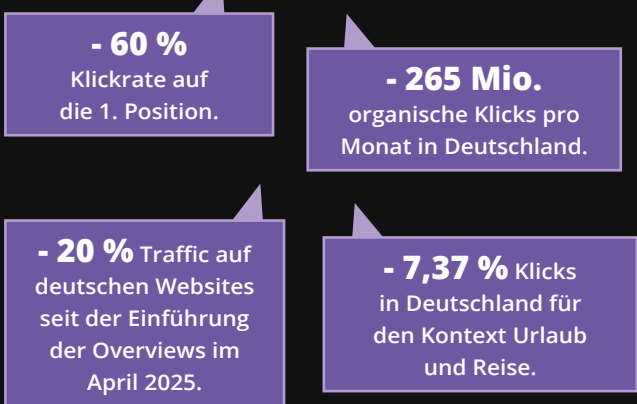 - 60 %
Klickrate auf
die 1. Position.
- 265 Mio.
organische Klicks pro
Monat in Deutschland.
- 20 % Traffic auf
deutschen Websites
seit der Einführung
der Overviews im
April 2025.
- 7,37 % Klicks
in Deutschland für
den Kontext Urlaub
und Reise.